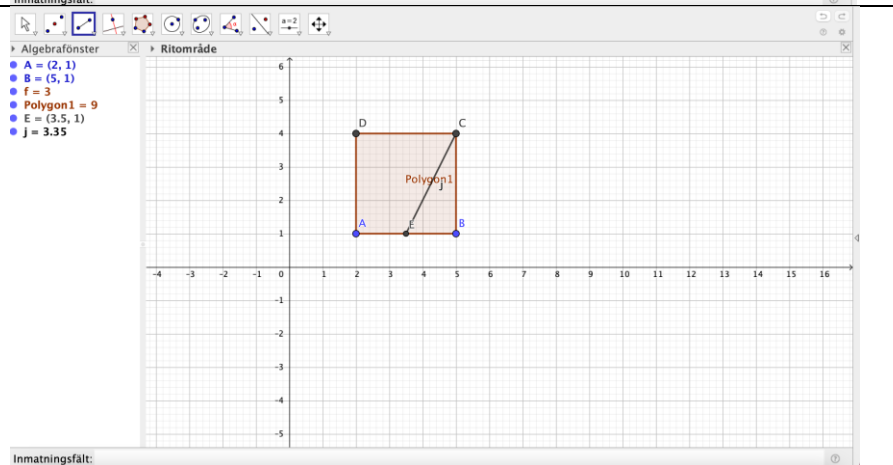 Inmatningsfält:
a=2
Algebrafönster
Ritområde
A = (2, 1)
B = (5, 1)
f = 3
Polygon1 = 9
E = (3.5, 1)
j = 3.35
6
5
D C
4
3
Polygon1
j
2
A E B
1
-4 -3 -2 -1 0 1 2 3 4 5 6 7 8 9 10 11 12 13 14 15 16
-1
-2
-3
-4
-5
Inmatningsfält: